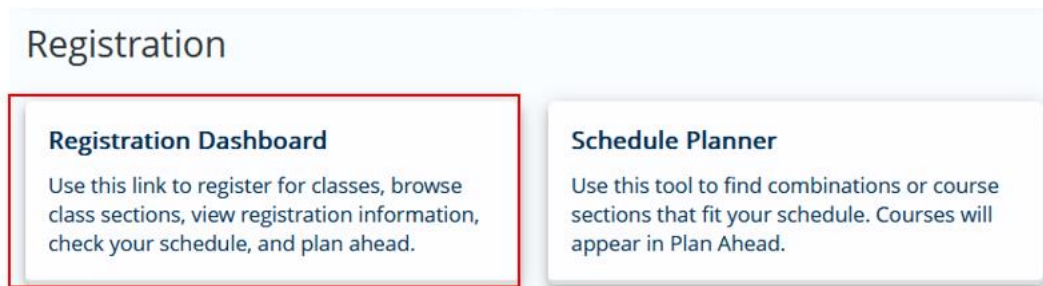 Registration
Registration Dashboard
Use this link to register for classes, browse
class sections, view registration information,
check your schedule, and plan ahead.
Schedule Planner
Use this tool to find combinations or course
sections that fit your schedule. Courses will
appear in Plan Ahead.